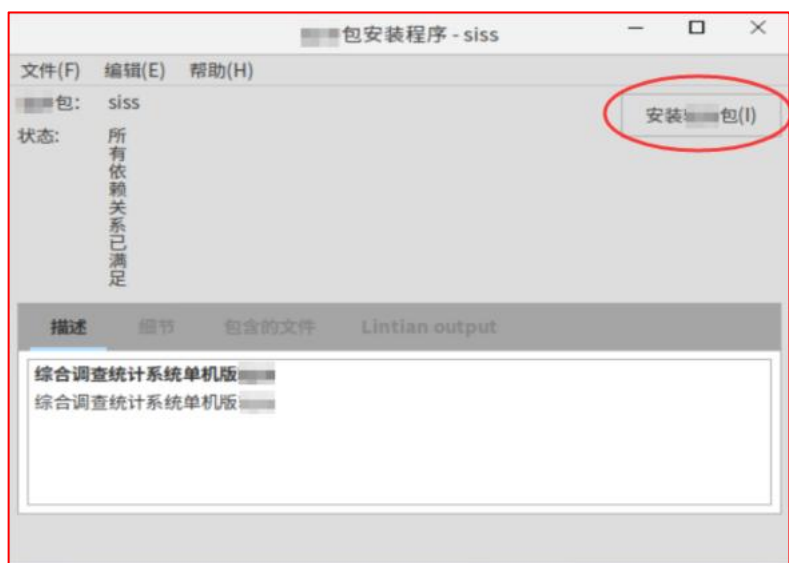 包安装程序 - siss
文件(F) 编辑(E) 帮助(H)
包: siss
安装 包(I)
状态: 所有依赖关系已满足
描述 细节 包含的文件 Lintian output
综合调查统计系统单机版
综合调查统计系统单机版